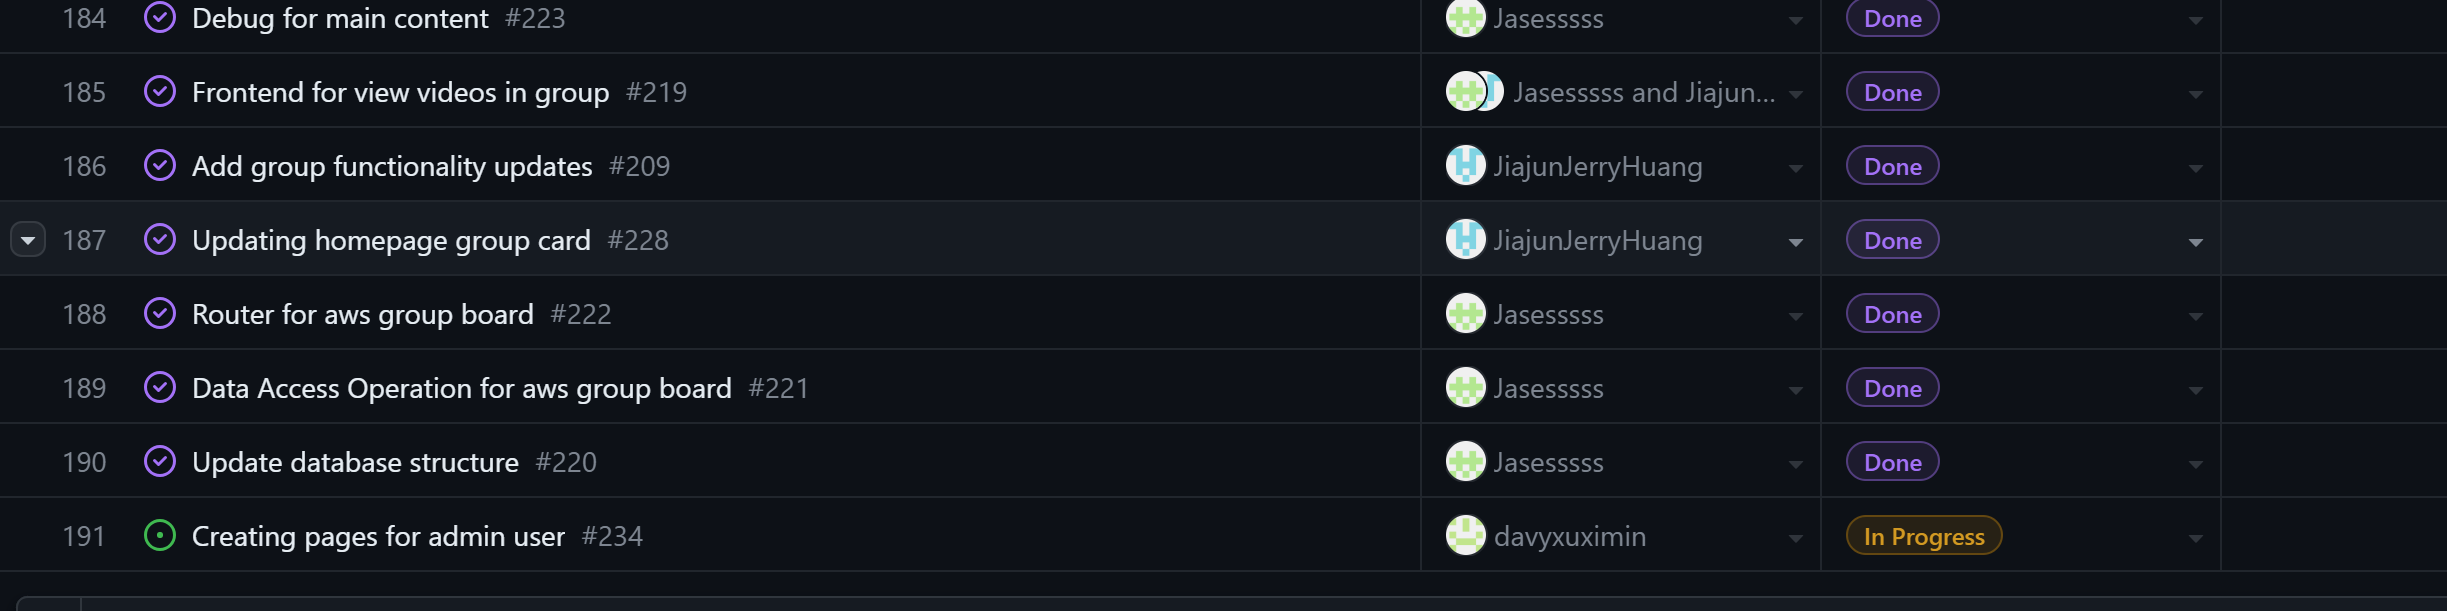 184 Debug for main content #223 Jasesssss Done
185 Frontend for view videos in group #219 Jasesssss and Jiajun... Done
186 Add group functionality updates #209 JiajunJerryHuang Done
187 Updating homepage group card #228 JiajunJerryHuang Done
188 Router for aws group board #222 Jasesssss Done
189 Data Access Operation for aws group board #221 Jasesssss Done
190 Update database structure #220 Jasesssss Done
191 Creating pages for admin user #234 davyxuximin In Progress